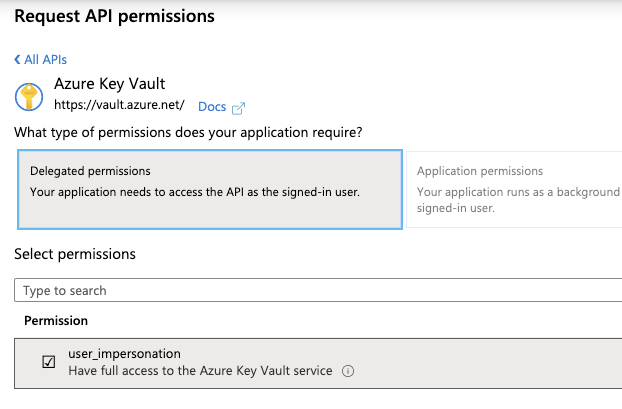 Request API permissions
All APIs
Azure Key Vault
https://vault.azure.net/ Docs
What type of permissions does your application require?
Delegated permissions
Your application needs to access the API as the signed-in user.
Application permissions
Your application runs as a background
signed-in user.
Select permissions
Type to search
Permission
user_impersonation
Have full access to the Azure Key Vault service